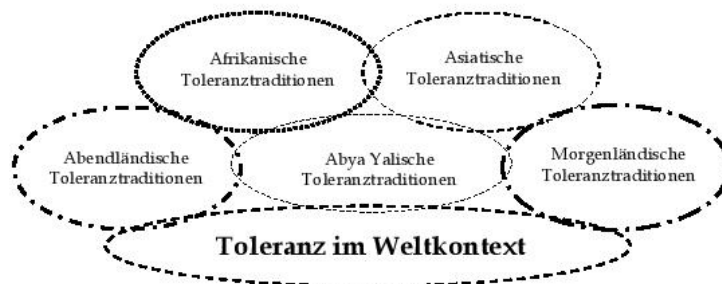 Afrikanische
Toleranztraditionen
Asiatische
Toleranztraditionen
Abendländische
Toleranztraditionen
Abya Yalische
Toleranztraditionen
Morgenländische
Toleranztraditionen
Toleranz im Weltkontext